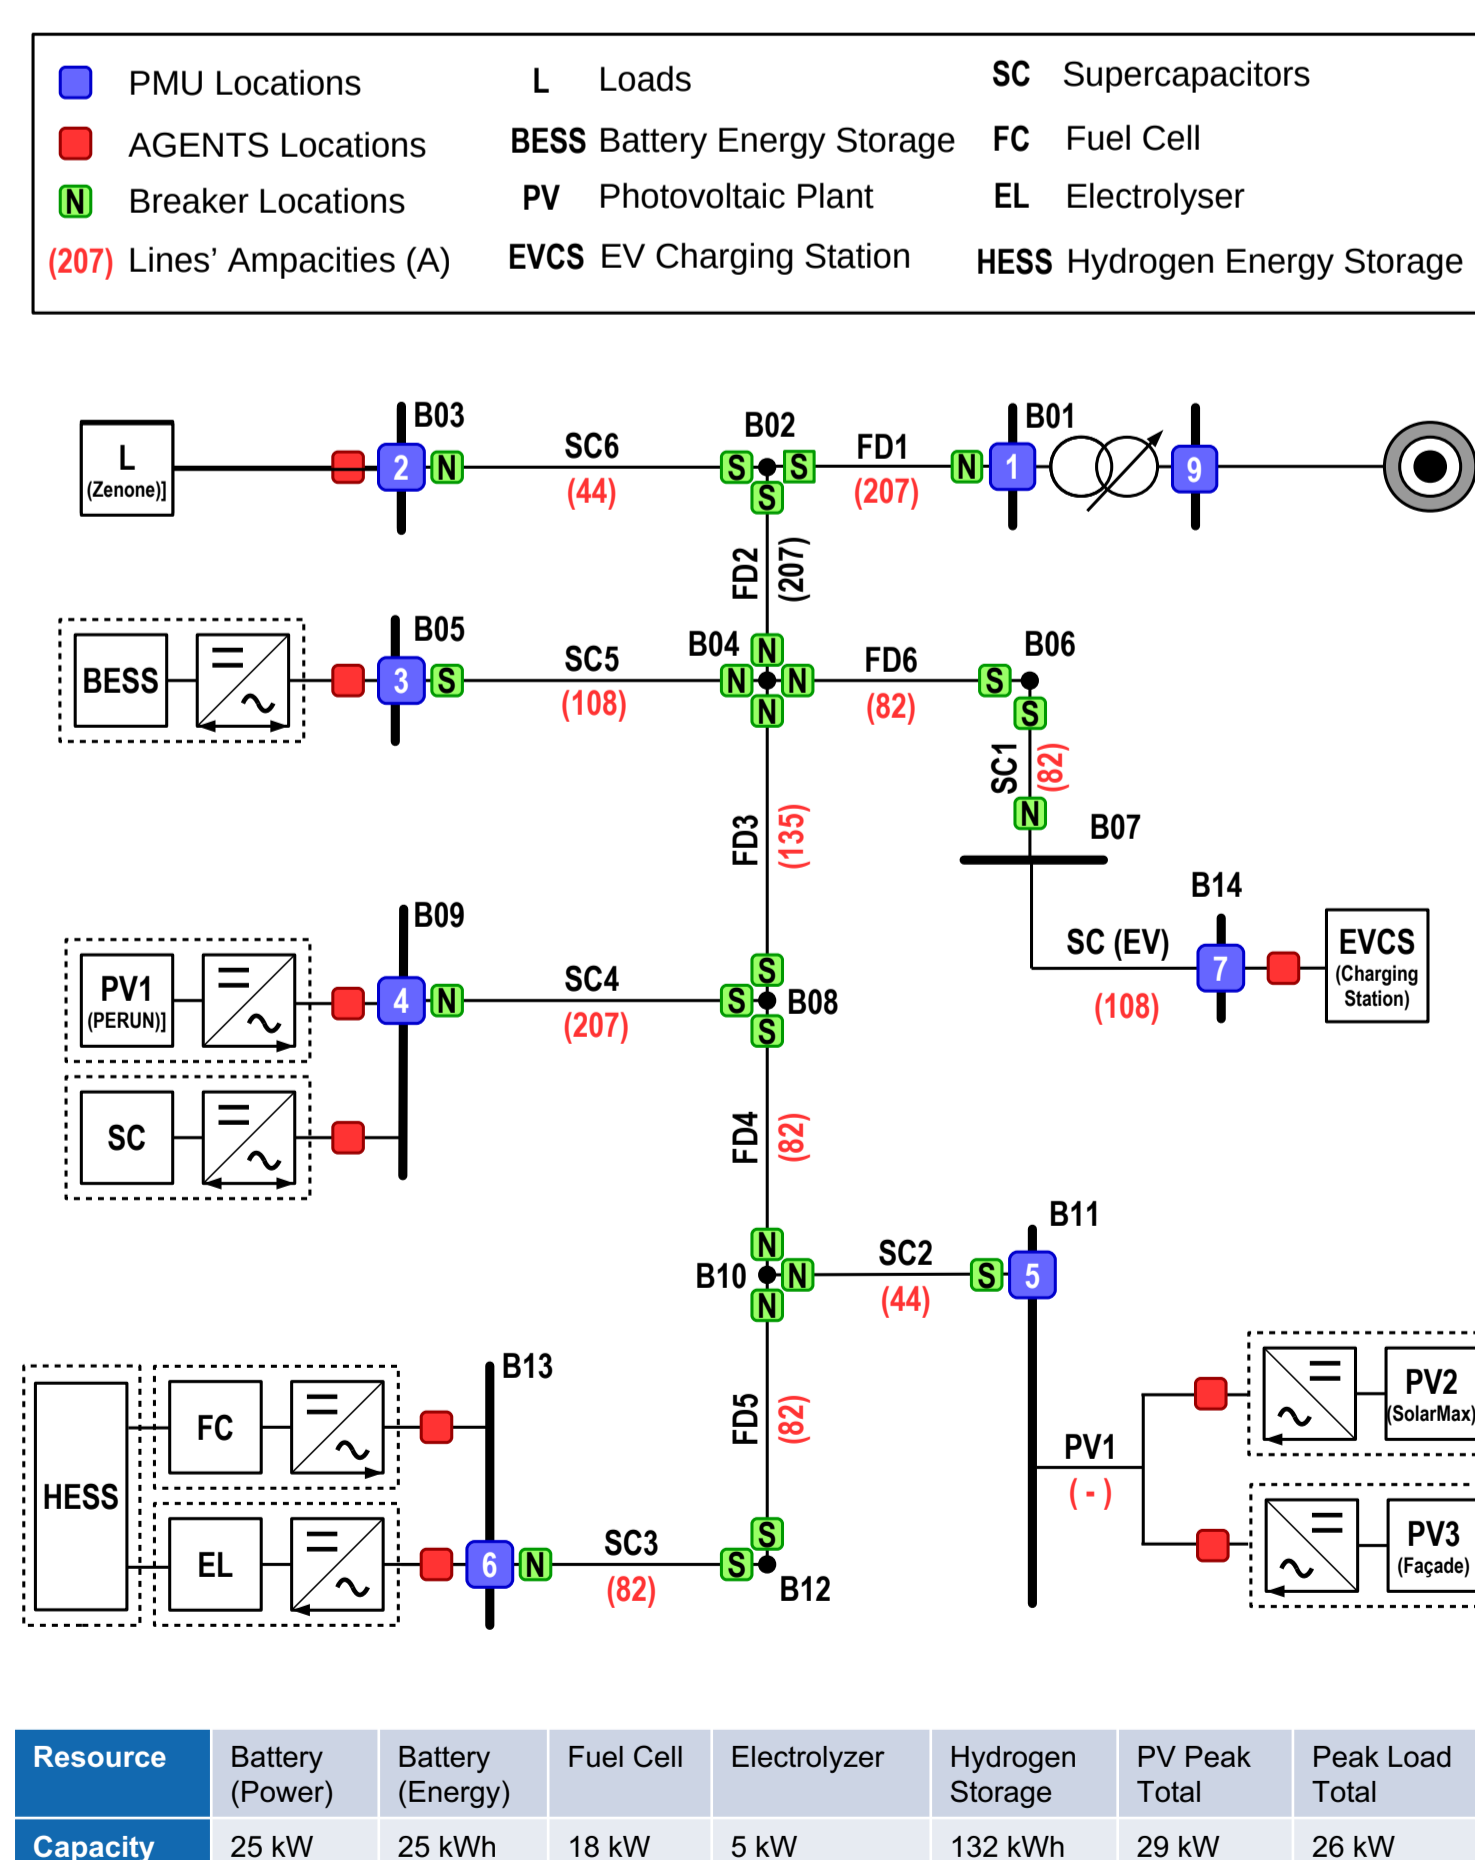 PMU Locations
AGENTS Locations
N Breaker Locations
(207) Lines' Ampacities (A)
L Loads
BESS Battery Energy Storage
PV Photovoltaic Plant
EVCS EV Charging Station
SC Supercapacitors
FC Fuel Cell
EL Electrolyser
HESS Hydrogen Energy Storage
B03
B02
B01
L
(Zenone)]
2
N
SC6
(44)
S
S
S
FD1
(207)
N
1
9
FD2
(207)
BESS
B05
3
S
SC5
(108)
B04
N
N
N
N
FD6
(82)
B06
S
S
SC1
(82)
N
B07
FD3
(135)
B14
SC (EV)
(108)
7
EVCS
(Charging
Station)
B09
PV1
(PERUN)]
4
N
SC4
(207)
S
S
S
B08
SC
FD4
(82)
B11
B10
N
N
N
SC2
(44)
S
5
B13
HESS
FC
EL
6
N
SC3
(82)
FD5
(82)
S
S
B12
PV1
( - )
PV2
(SolarMax)
PV3
(Façade)
Resource
Battery
(Power)
Battery
(Energy)
Fuel Cell
Electrolyzer
Hydrogen
Storage
PV Peak
Total
Peak Load
Total
Capacity 25 kW 25 kWh 18 kW 5 kW 132 kWh 29 kW 26 kW